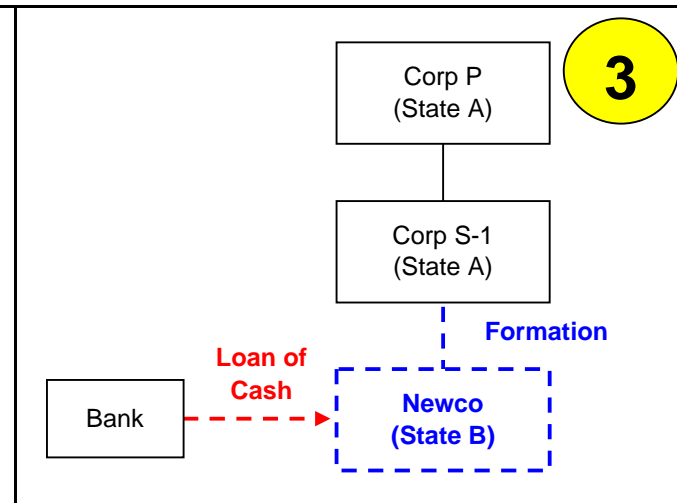 Corp P
(State A)
3
Corp S-1
(State A)
Formation
Loan of
Cash
Bank
Newco
(State B)